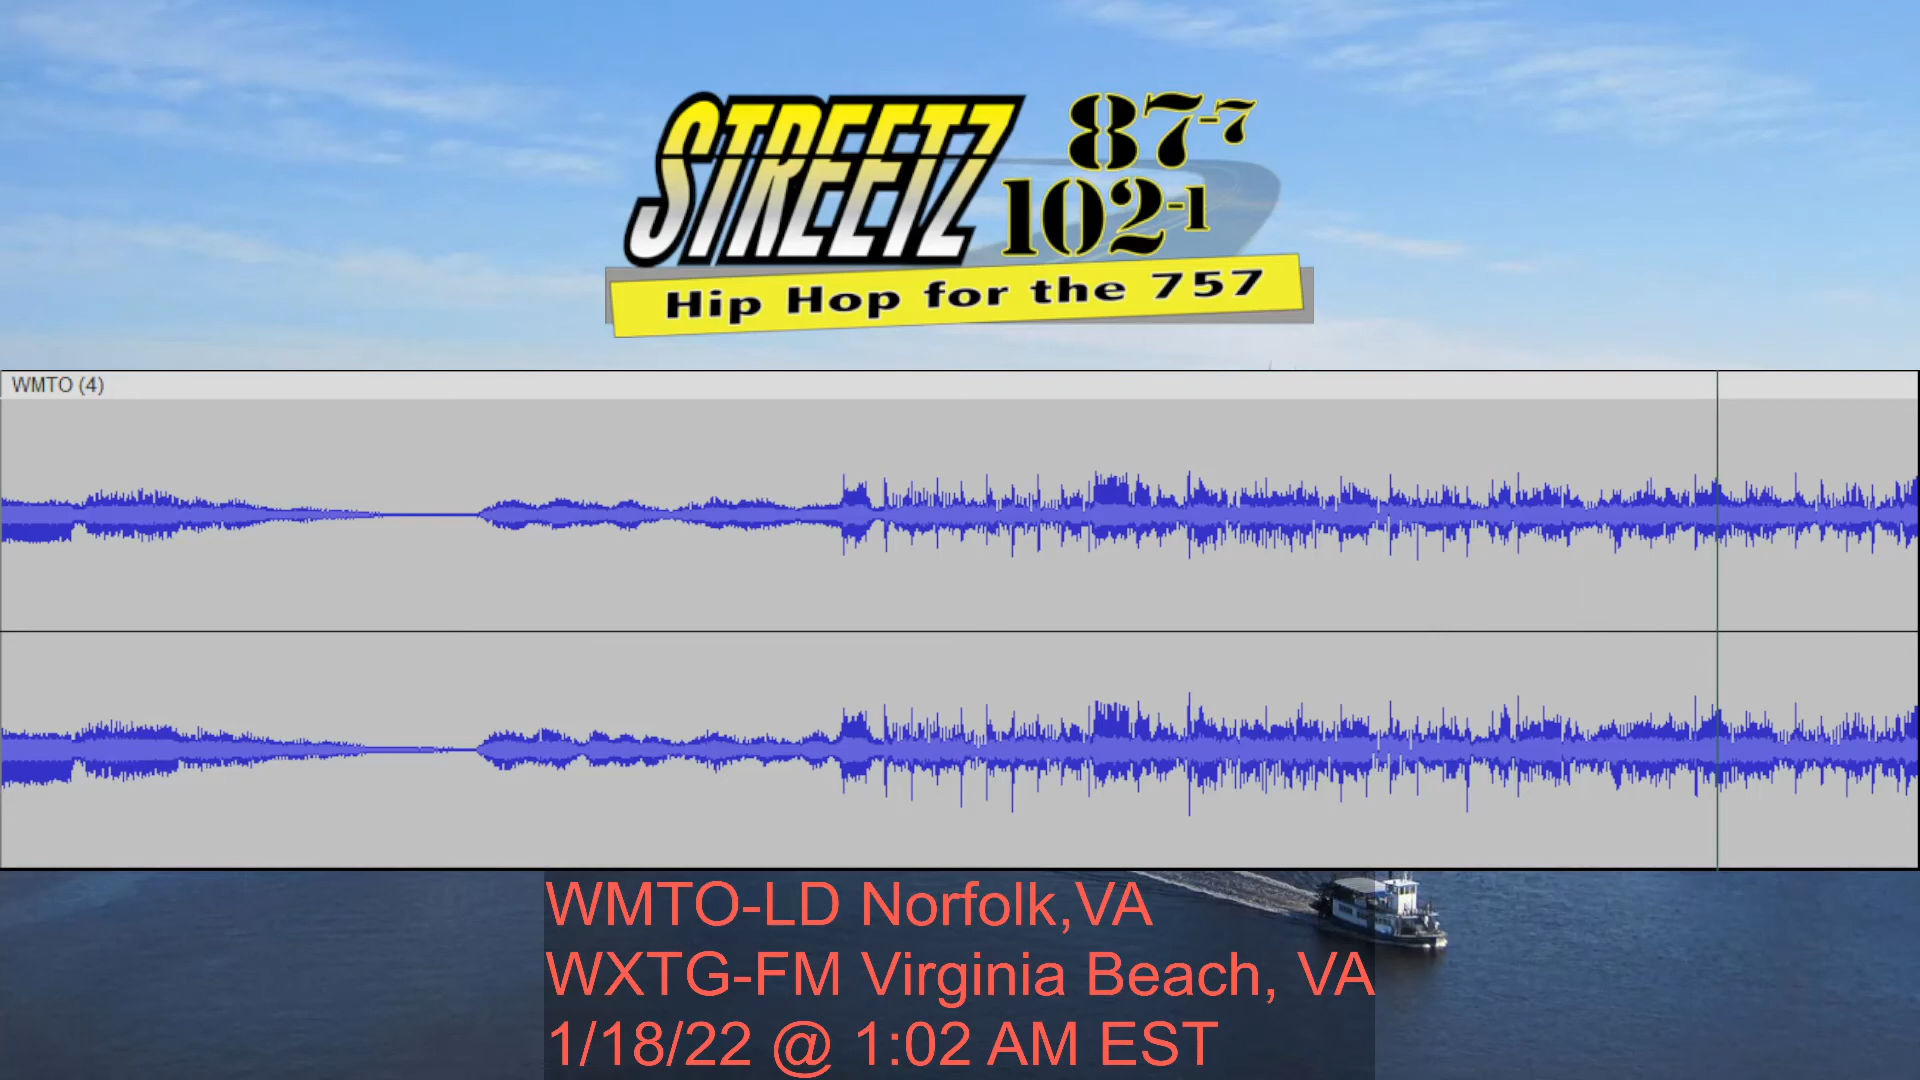 STREETZ 87-7
102-1
Hip Hop for the 757
WMTO (4)
WMTO-LD Norfolk,VA
WXTG-FM Virginia Beach, VA
1/18/22 @ 1:02 AM EST